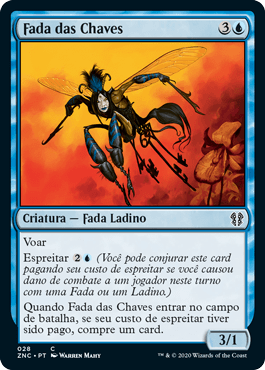 Fada das Chaves 3
Criatura — Fada Ladino
Voar
Espreitar 2 (Você pode conjurar este card
pagando seu custo de espreitar se você causou
dano de combate a um jogador neste turno
com uma Fada ou um Ladino.)
Quando Fada das Chaves entrar no campo
de batalha, se seu custo de espreitar tiver
sido pago, compre um card.
3/1
028 C
ZNC • PT Warren Mahy
™ & © 2020 Wizards of the Coast